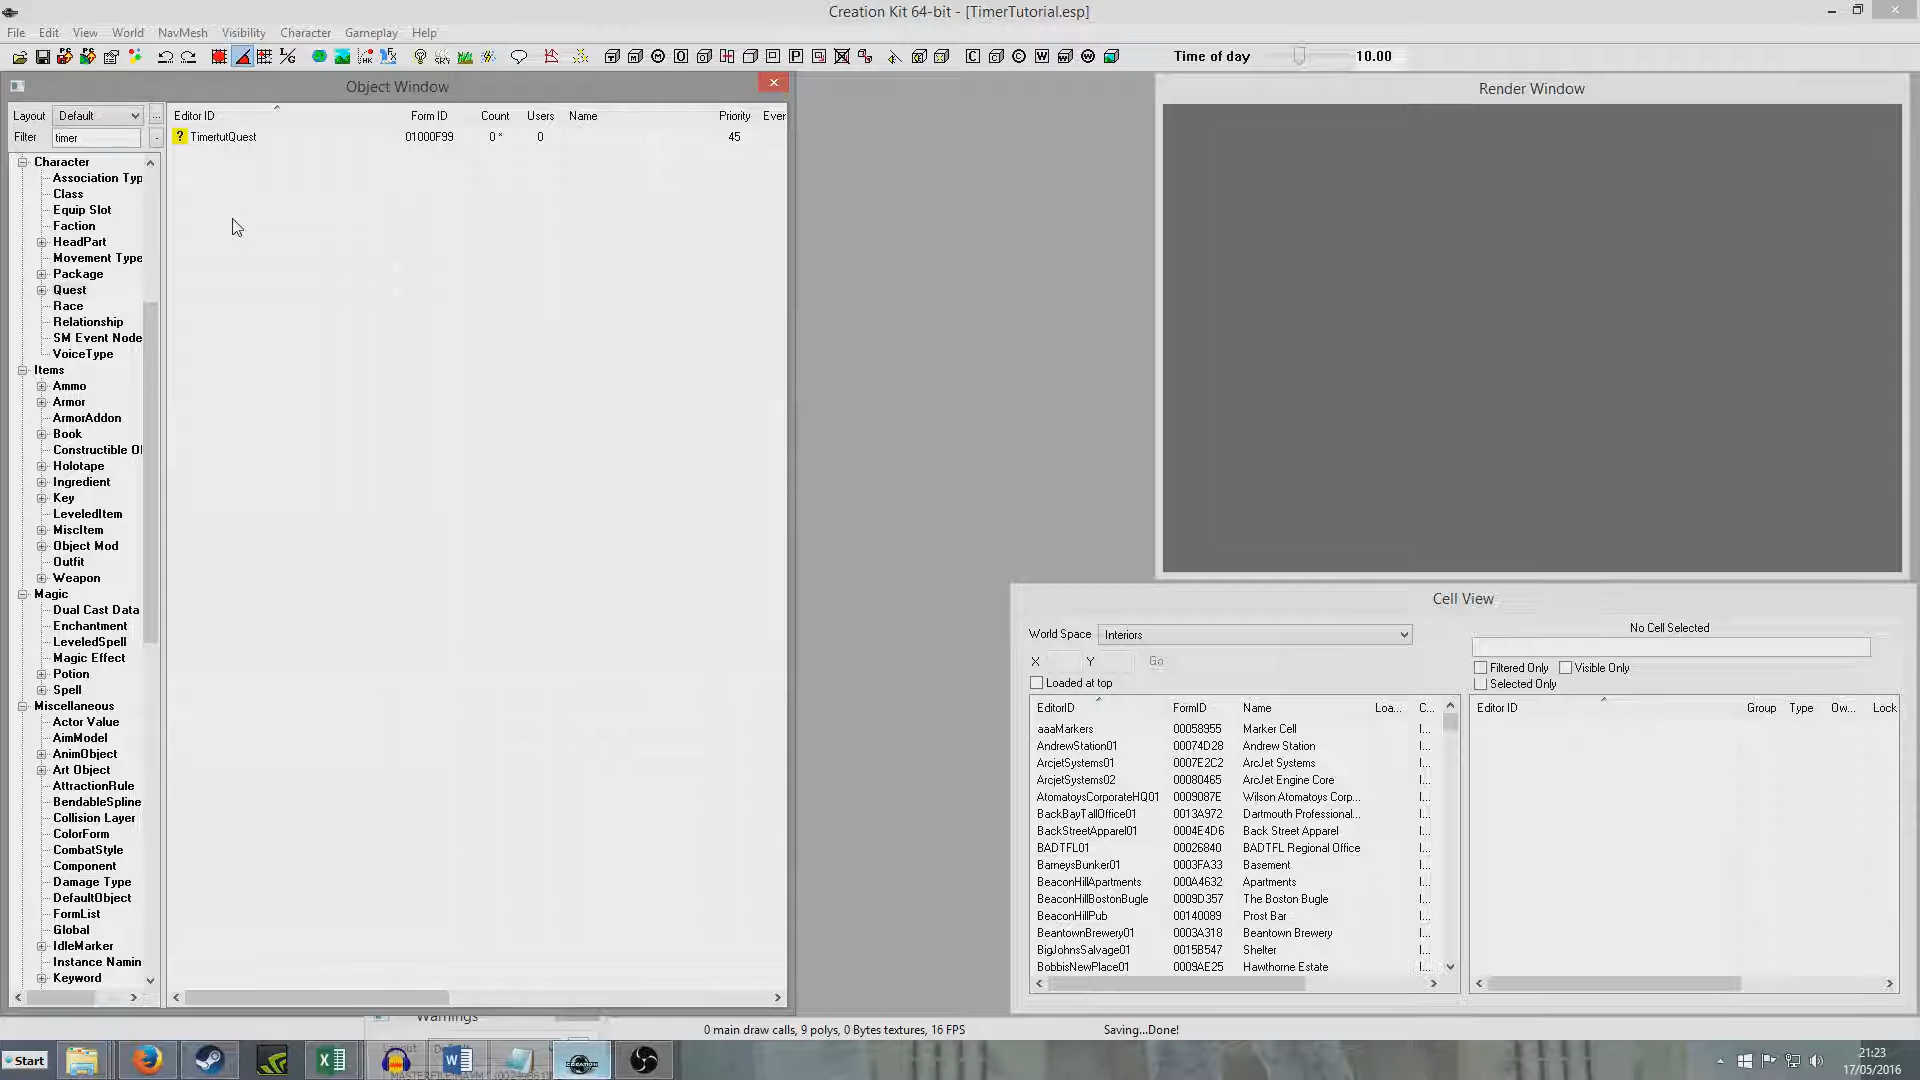 Creation Kit 64-bit - [TimerTutorial.esp]
File Edit View World NavMesh Visibility Character Gameplay Help
Time of day 10.00
Object Window
Render Window
Layout Default ...
Filter timer -
Editor ID Form ID Count Users Name Priority Ever
? TimertutQuest 01000F99 0 * 0 45
Character
Association Typ
Class
Equip Slot
Faction
HeadPart
Movement Type
Package
Quest
Race
Relationship
SM Event Node
VoiceType
Items
Ammo
Armor
ArmorAddon
Book
Constructible Ol
Holotape
Ingredient
Key
LeveledItem
MiscItem
Object Mod
Outfit
Weapon
Magic
Dual Cast Data
Enchantment
LeveledSpell
Magic Effect
Potion
Spell
Miscellaneous
Actor Value
AimModel
AnimObject
Art Object
AttractionRule
BendableSpline
Collision Layer
ColorForm
CombatStyle
Component
Damage Type
DefaultObject
FormList
Global
IdleMarker
Instance Namin
Keyword
Cell View
World Space Interiors
No Cell Selected
X Y Go
Filtered Only Visible Only
Loaded at top
Selected Only
EditorID FormID Name Loa... C...
aaaMarkers 00058955 Marker Cell I...
AndrewStation01 00074D28 Andrew Station I...
ArcjetSystems01 0007E2C2 ArcJet Systems I...
ArcjetSystems02 00080465 ArcJet Engine Core I...
AtomatoysCorporateHQ01 0009087E Wilson Atomatoys Corp... I...
BackBayTallOffice01 0013A972 Dartmouth Professional... I...
BackStreetApparel01 0004E4D6 Back Street Apparel I...
BADTFL01 00026840 BADTFL Regional Office I...
BarneysBunker01 0003FA33 Basement I...
BeaconHillApartments 000A4632 Apartments I...
BeaconHillBostonBugle 0009D357 The Boston Bugle I...
BeaconHillPub 00140089 Prost Bar I...
BeantownBrewery01 0003A318 Beantown Brewery I...
BigJohnsSalvage01 0015B547 Shelter I...
BobbisNewPlace01 0009AE25 Hawthorne Estate I...
Editor ID Group Type Ow... Lock
Warnings
0 main draw calls, 9 polys, 0 Bytes textures, 16 FPS
Saving...Done!
Start
21:23
17/05/2016